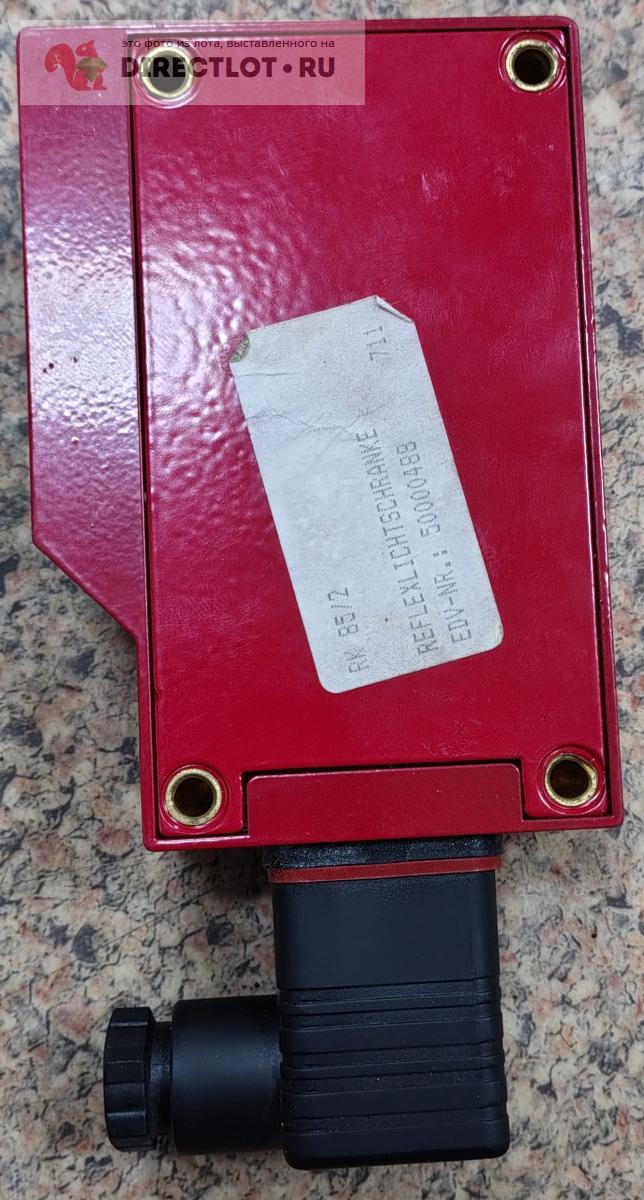 это фото из лота, выставленного на
DIRECTLOT•RU
RK 85/2 711
REFLEXLICHTSCHRANKE
EDV-NR.: 50000488